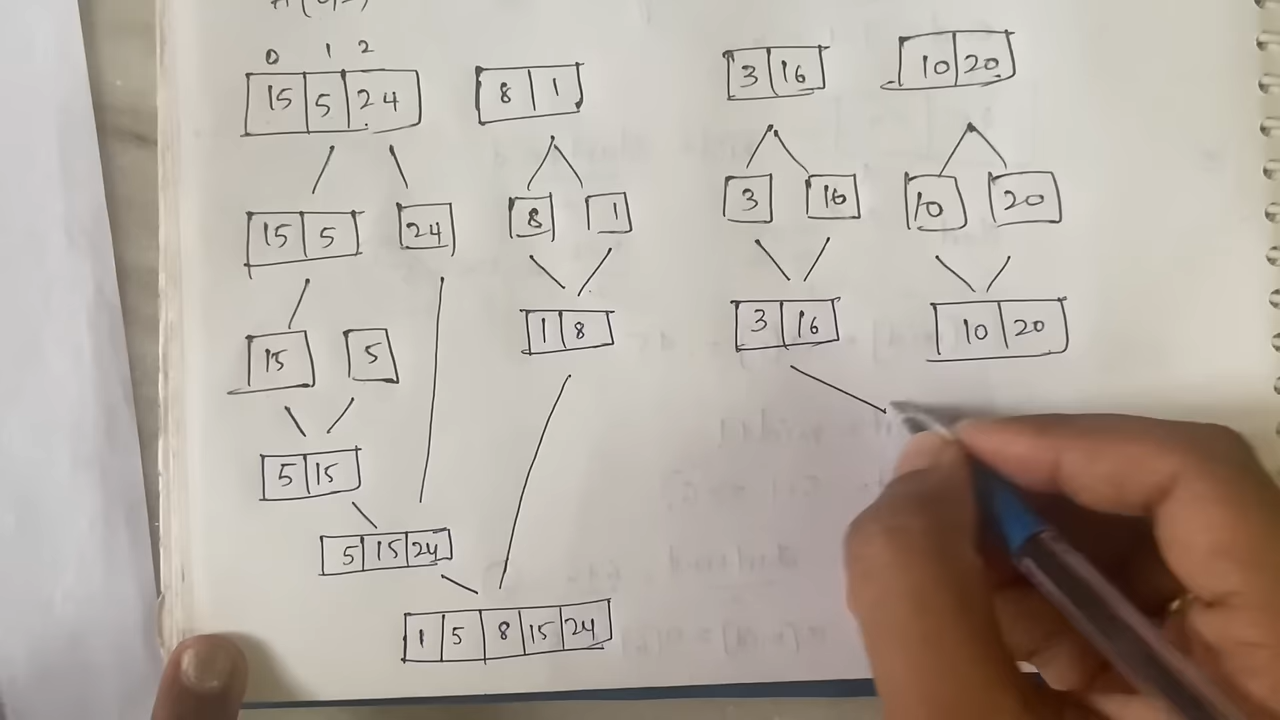 0 1 2
15 5 24 8 1 3 16 10 20
15 5 24 8 1 3 16 10 20
15 5 1 8 3 16 10 20
5 15
5 15 24
1 5 8 15 24